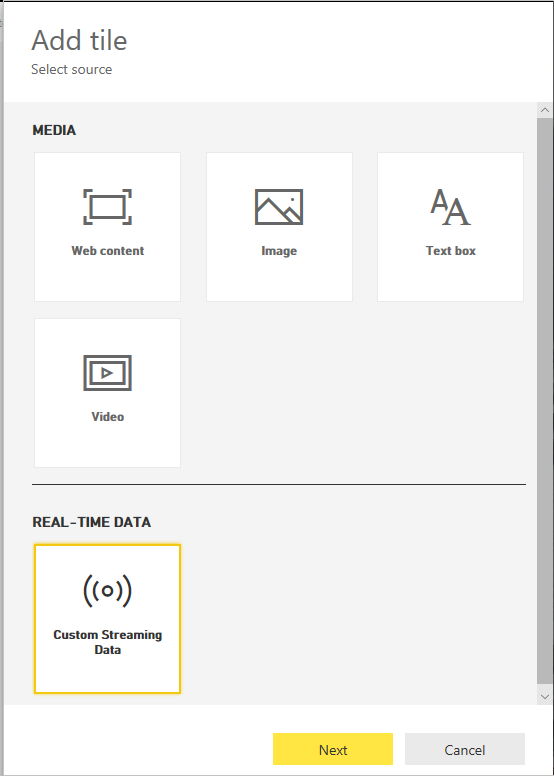 Add tile
Select source
MEDIA
Web content
Image
Text box
Video
REAL-TIME DATA
Custom Streaming
Data
Next
Cancel